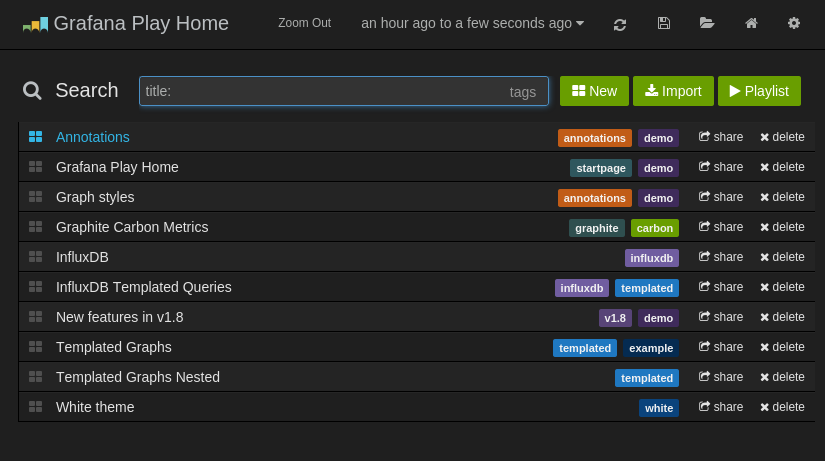 Grafana Play Home Zoom Out an hour ago to a few seconds ago
Search title: tags New Import Playlist
Annotations annotations demo share delete
Grafana Play Home startpage demo share delete
Graph styles annotations demo share delete
Graphite Carbon Metrics graphite carbon share delete
InfluxDB influxdb share delete
InfluxDB Templated Queries influxdb templated share delete
New features in v1.8 v1.8 demo share delete
Templated Graphs templated example share delete
Templated Graphs Nested templated share delete
White theme white share delete